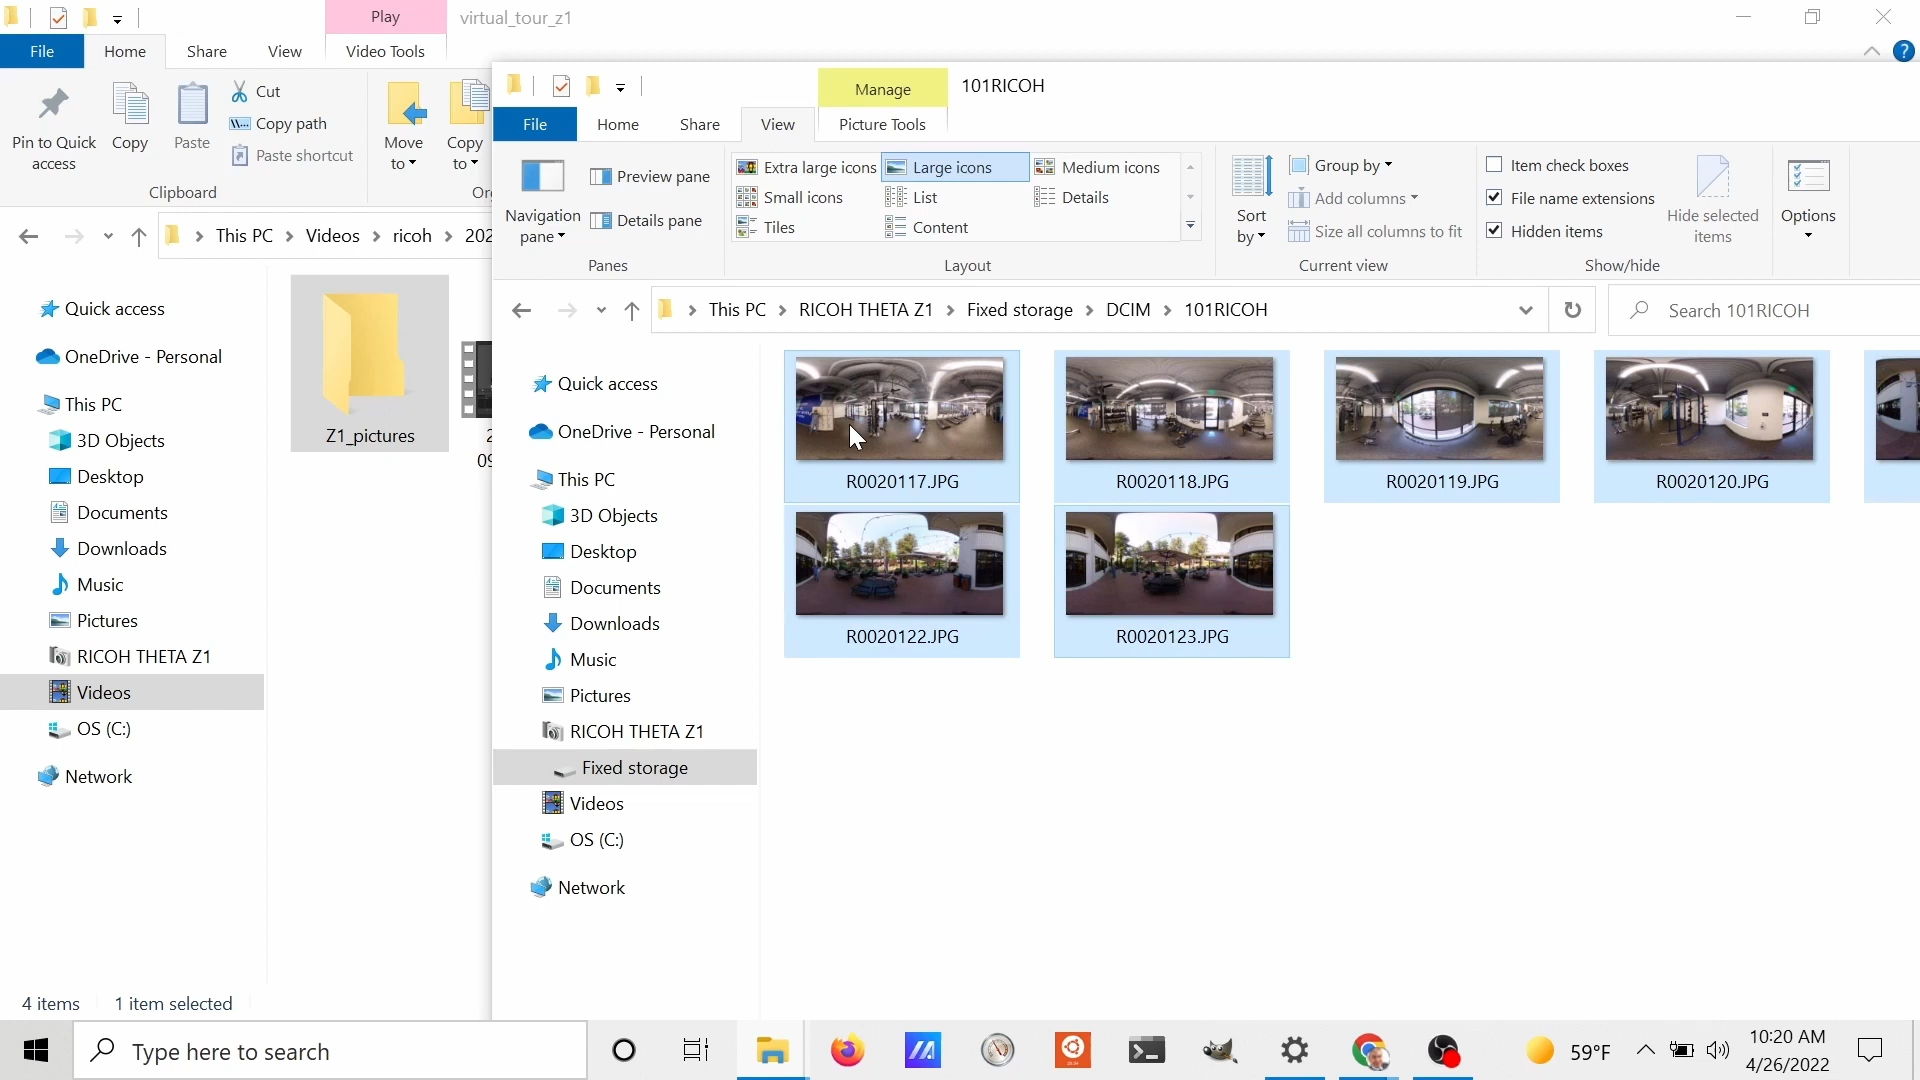 Play
virtual_tour_z1
File
Home
Share
View
Video Tools
Pin to Quick access
Copy
Paste
Cut
Copy path
Paste shortcut
Clipboard
Move to
Copy to
This PC
Videos
ricoh
202
Quick access
OneDrive - Personal
This PC
3D Objects
Desktop
Documents
Downloads
Music
Pictures
RICOH THETA Z1
Videos
OS (C:)
Network
Z1_pictures
4 items
1 item selected
Manage
101RICOH
File
Home
Share
View
Picture Tools
Navigation pane
Preview pane
Details pane
Panes
Extra large icons
Large icons
Medium icons
Small icons
List
Details
Tiles
Content
Layout
Sort by
Group by
Add columns
Size all columns to fit
Current view
Item check boxes
File name extensions
Hidden items
Hide selected items
Show/hide
Options
This PC
RICOH THETA Z1
Fixed storage
DCIM
101RICOH
Search 101RICOH
Quick access
OneDrive - Personal
This PC
3D Objects
Desktop
Documents
Downloads
Music
Pictures
RICOH THETA Z1
Fixed storage
Videos
OS (C:)
Network
R0020117.JPG
R0020118.JPG
R0020119.JPG
R0020120.JPG
R0020122.JPG
R0020123.JPG
Type here to search
59°F
10:20 AM
4/26/2022